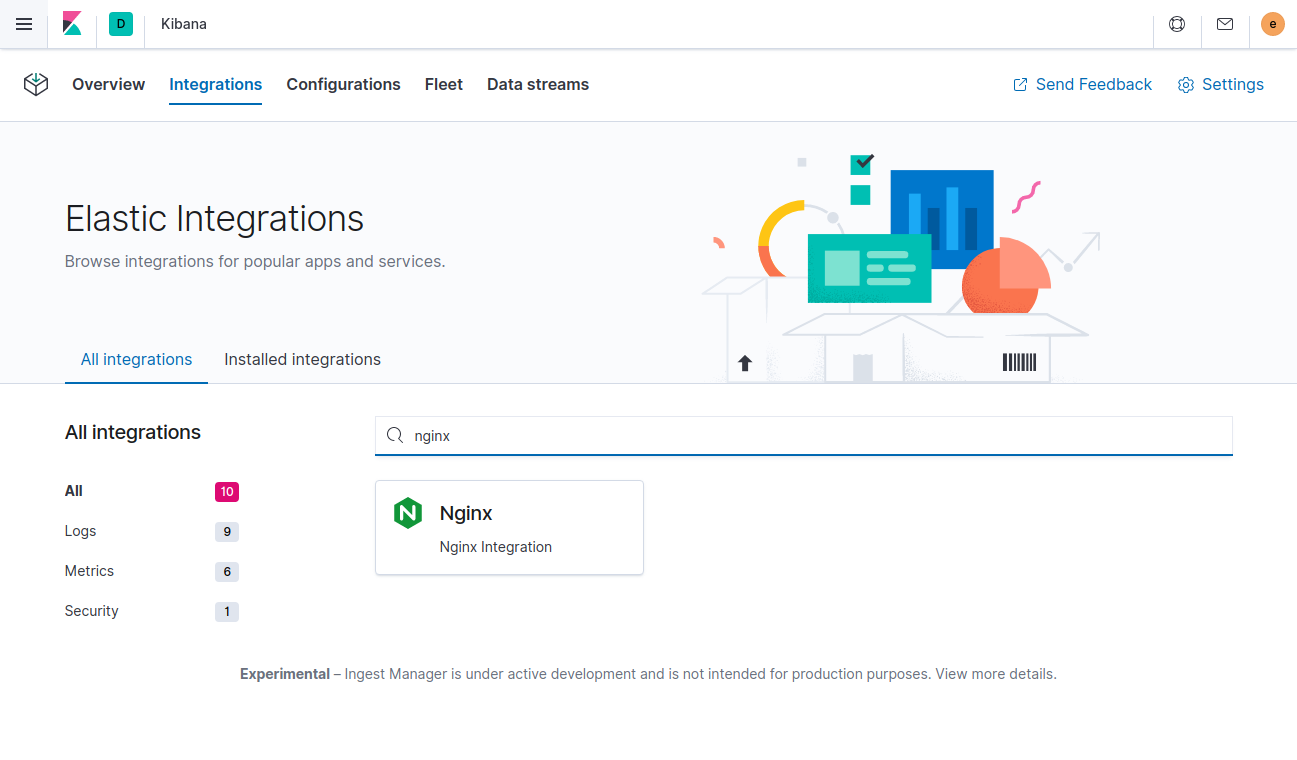 D Kibana e
Overview Integrations Configurations Fleet Data streams Send Feedback Settings
Elastic Integrations
Browse integrations for popular apps and services.
All integrations Installed integrations
All integrations
nginx
All 10
Logs 9
Metrics 6
Security 1
N Nginx
Nginx Integration
Experimental – Ingest Manager is under active development and is not intended for production purposes. View more details.